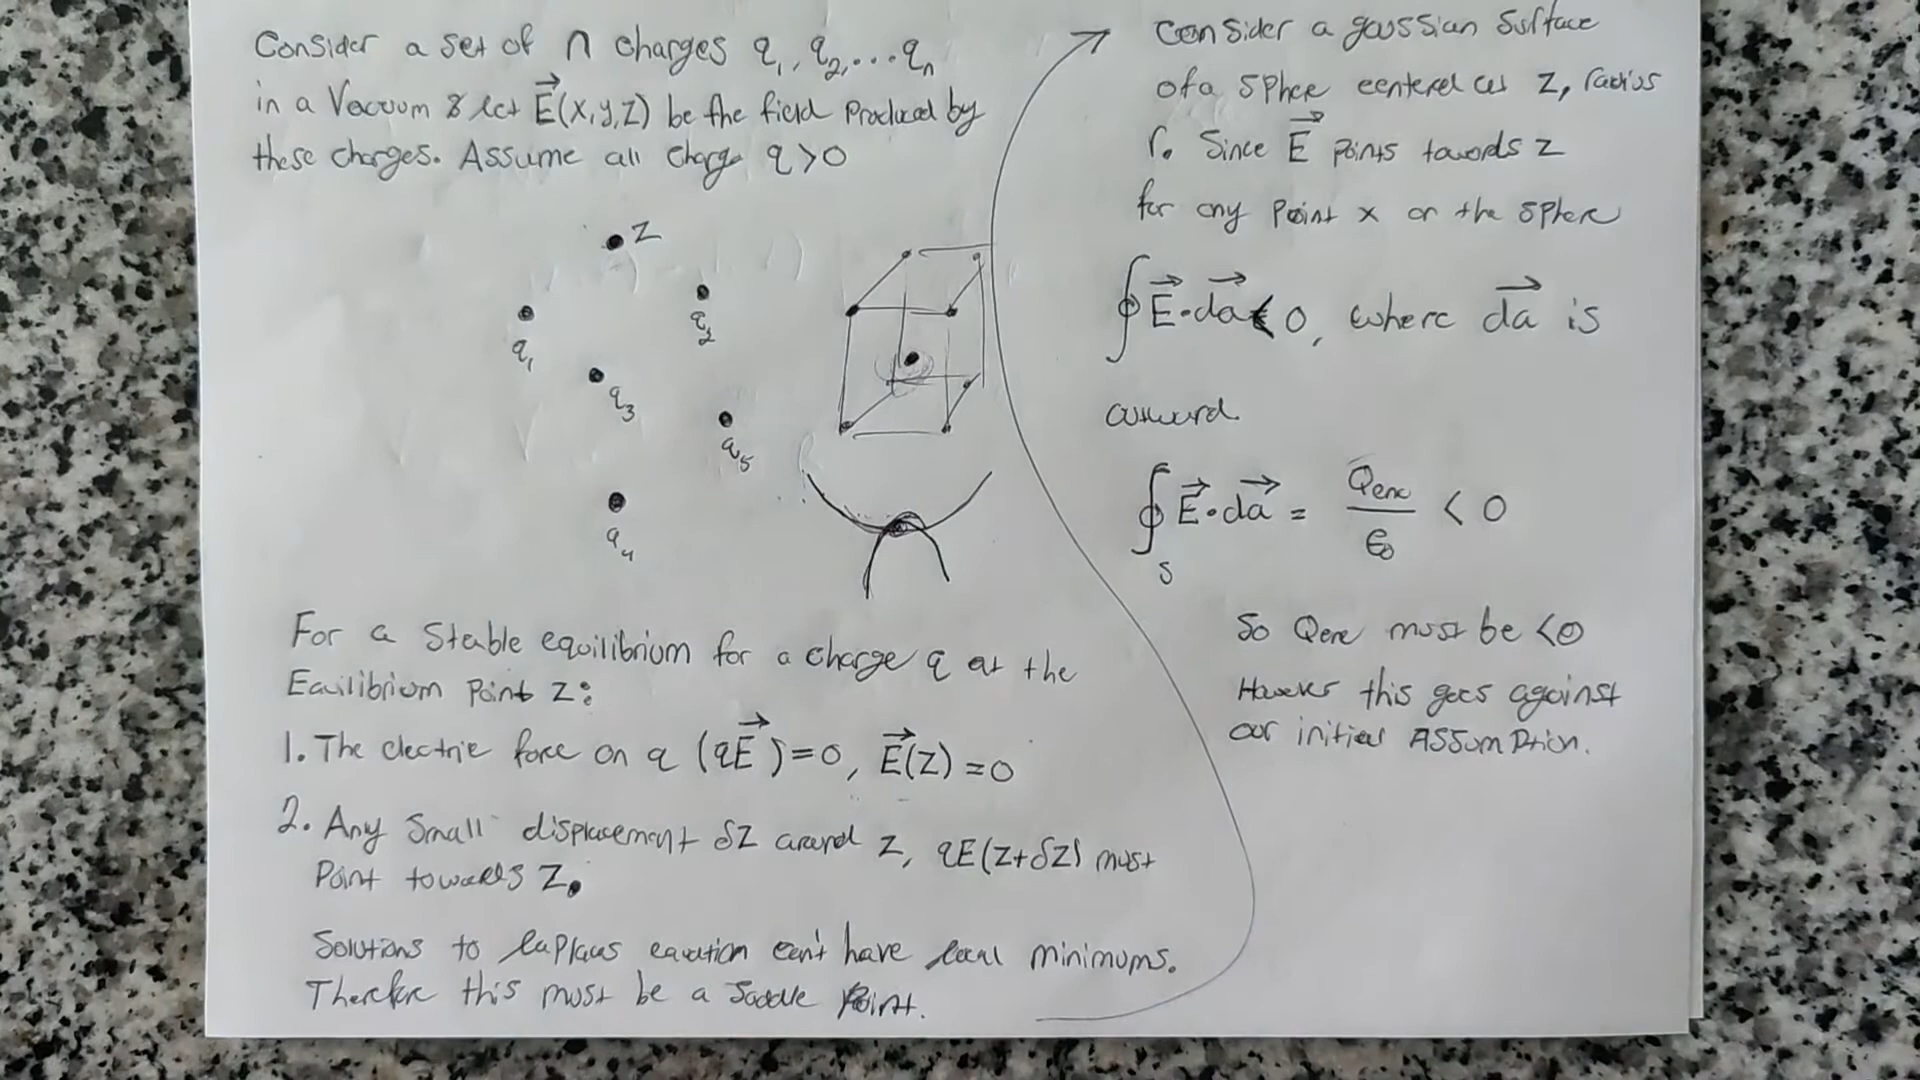 Consider a set of n charges q₁, q₂, ... qₙ
in a Vacuum & let E⃗(x,y,z) be the field produced by
these charges. Assume all charge q>0
z
q₁
q₂
q₃
q₅
q₄
For a Stable equilibrium for a charge q at the
Equilibrium Point z:
1. The electric force on q (qE⃗)=0, E⃗(z)=0
2. Any small displacement δz around z, qE(z+δz) must
Point towards z.
Solutions to laplaces equation can't have local minimums.
Therefore this must be a saddle point.
Consider a gaussian surface
of a sphere centered at z, radius
r. Since E⃗ points towards z
for any point x on the sphere
∮E⃗·da⃗<0, where da⃗ is
outward.
∮ₛ E⃗·da⃗ = Qenc/ε₀ < 0
So Qenc must be <0
However this goes against
our initial ASSUMPtion.